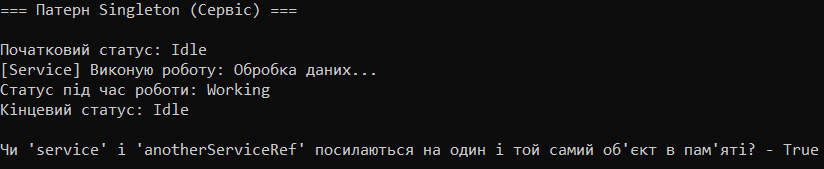 === Патерн Singleton (Сервіс) ===
Початковий статус: Idle
[Service] Виконую роботу: Обробка даних...
Статус під час роботи: Working
Кінцевий статус: Idle
Чи 'service' і 'anotherServiceRef' посилаються на один і той самий об'єкт в пам'яті? - True